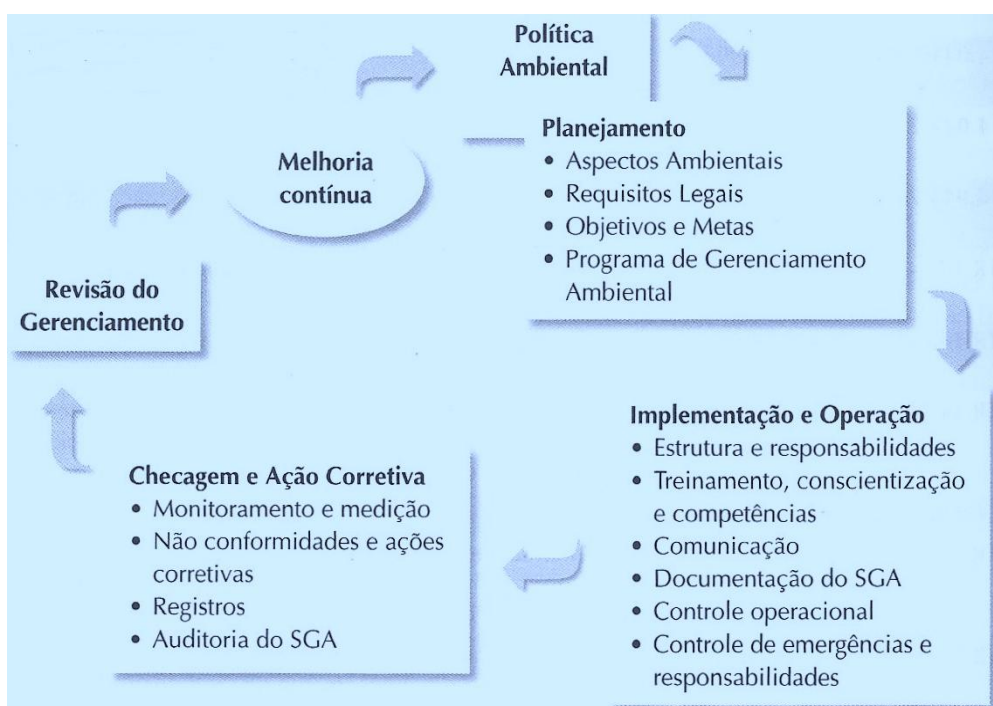 Política
Ambiental
Melhoria
contínua
Planejamento
• Aspectos Ambientais
• Requisitos Legais
• Objetivos e Metas
• Programa de Gerenciamento
Ambiental
Revisão do
Gerenciamento
Implementação e Operação
• Estrutura e responsabilidades
• Treinamento, conscientização
e competências
• Comunicação
• Documentação do SGA
• Controle operacional
• Controle de emergências e
responsabilidades
Checagem e Ação Corretiva
• Monitoramento e medição
• Não conformidades e ações
corretivas
• Registros
• Auditoria do SGA